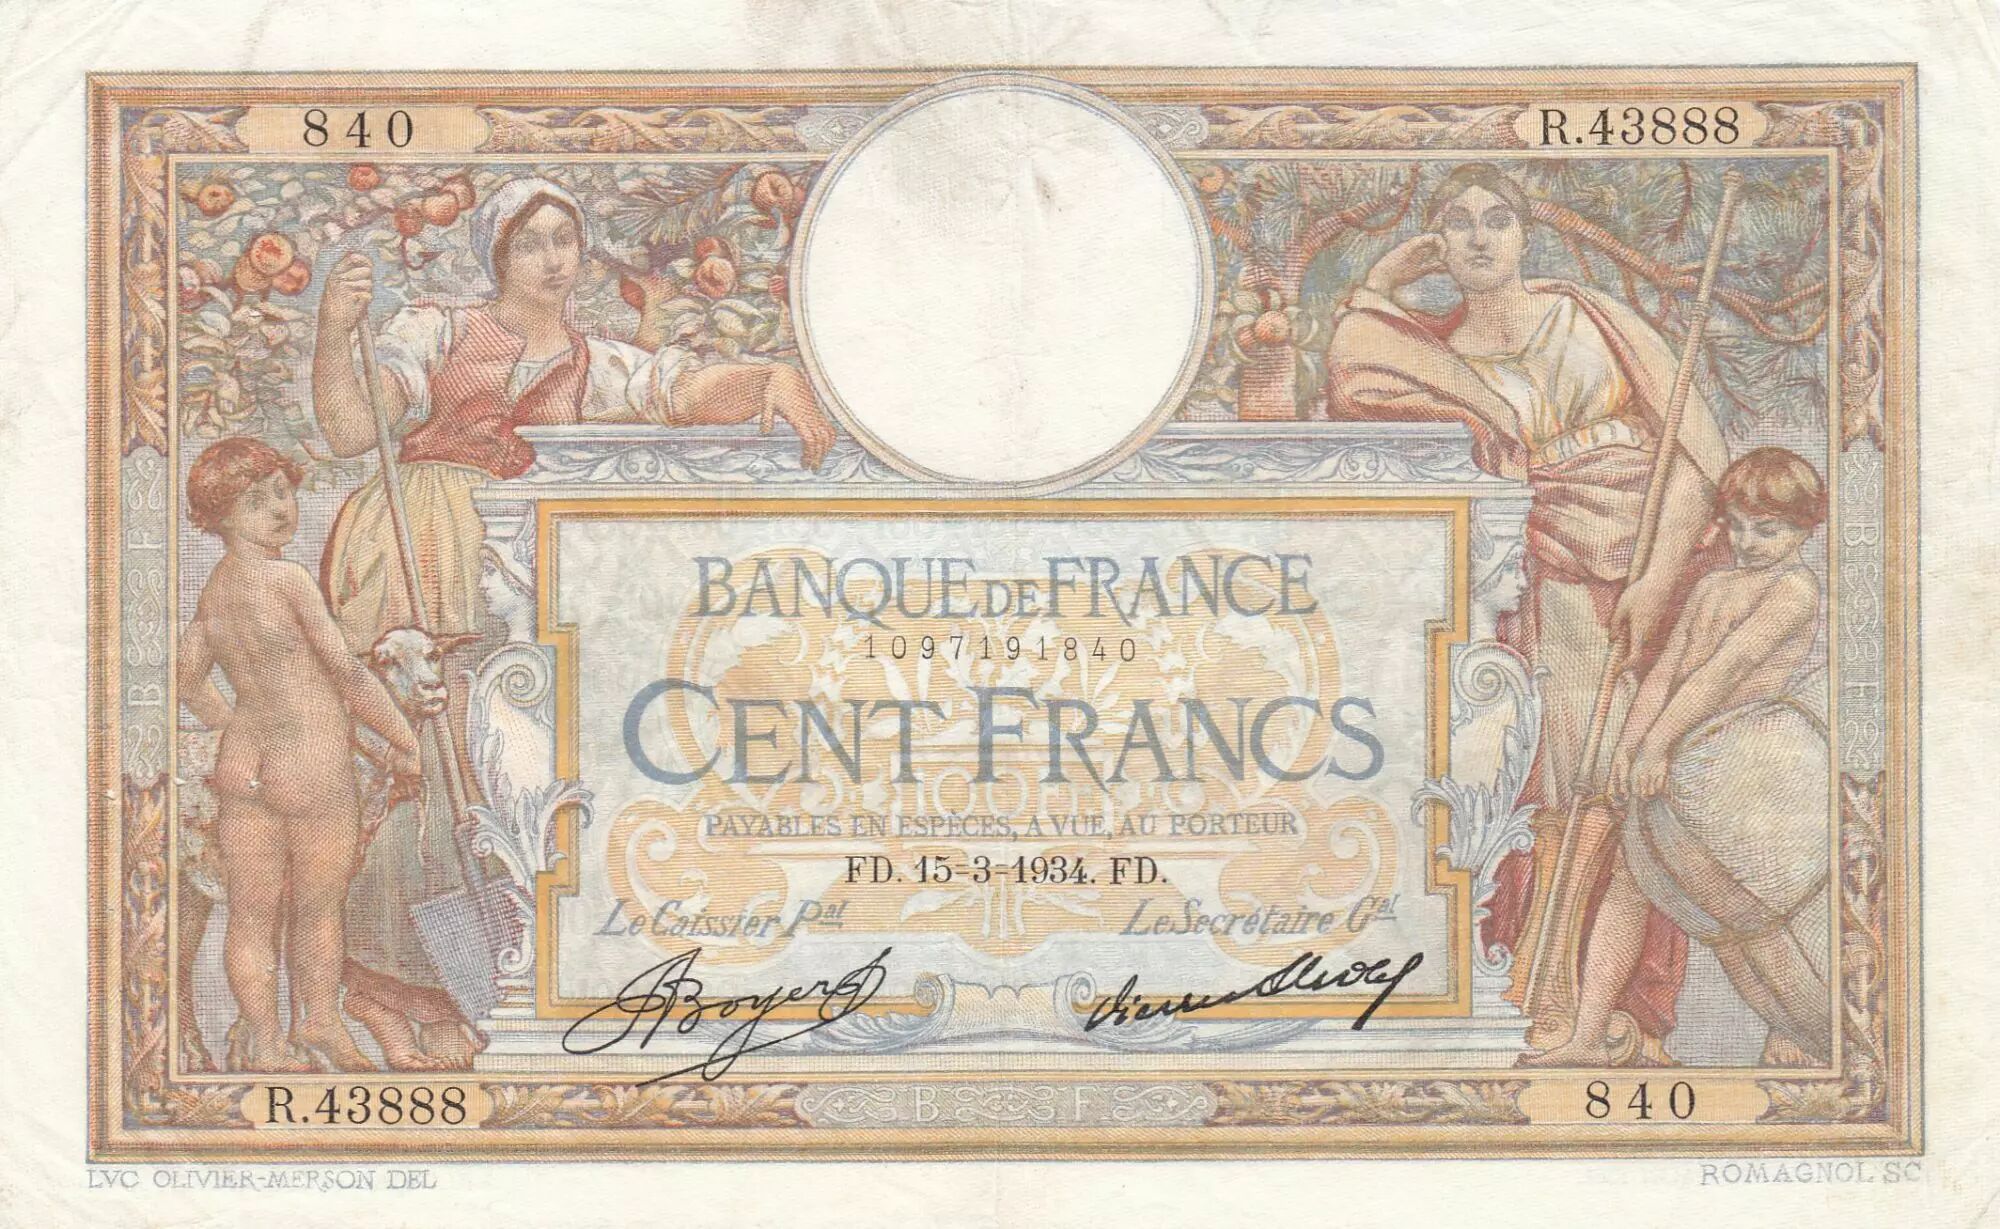 840
R.43888
BANQUE DE FRANCE
1097191840
CENT FRANCS
PAYABLES EN ESPÈCES, A VUE, AU PORTEUR
FD. 15-3-1934. FD.
Le Caissier Pal
Le Secrétaire Gal
Boyer
B F
B F
R.43888
B F
840
LVC OLIVIER-MERSON DEL
ROMAGNOL SC